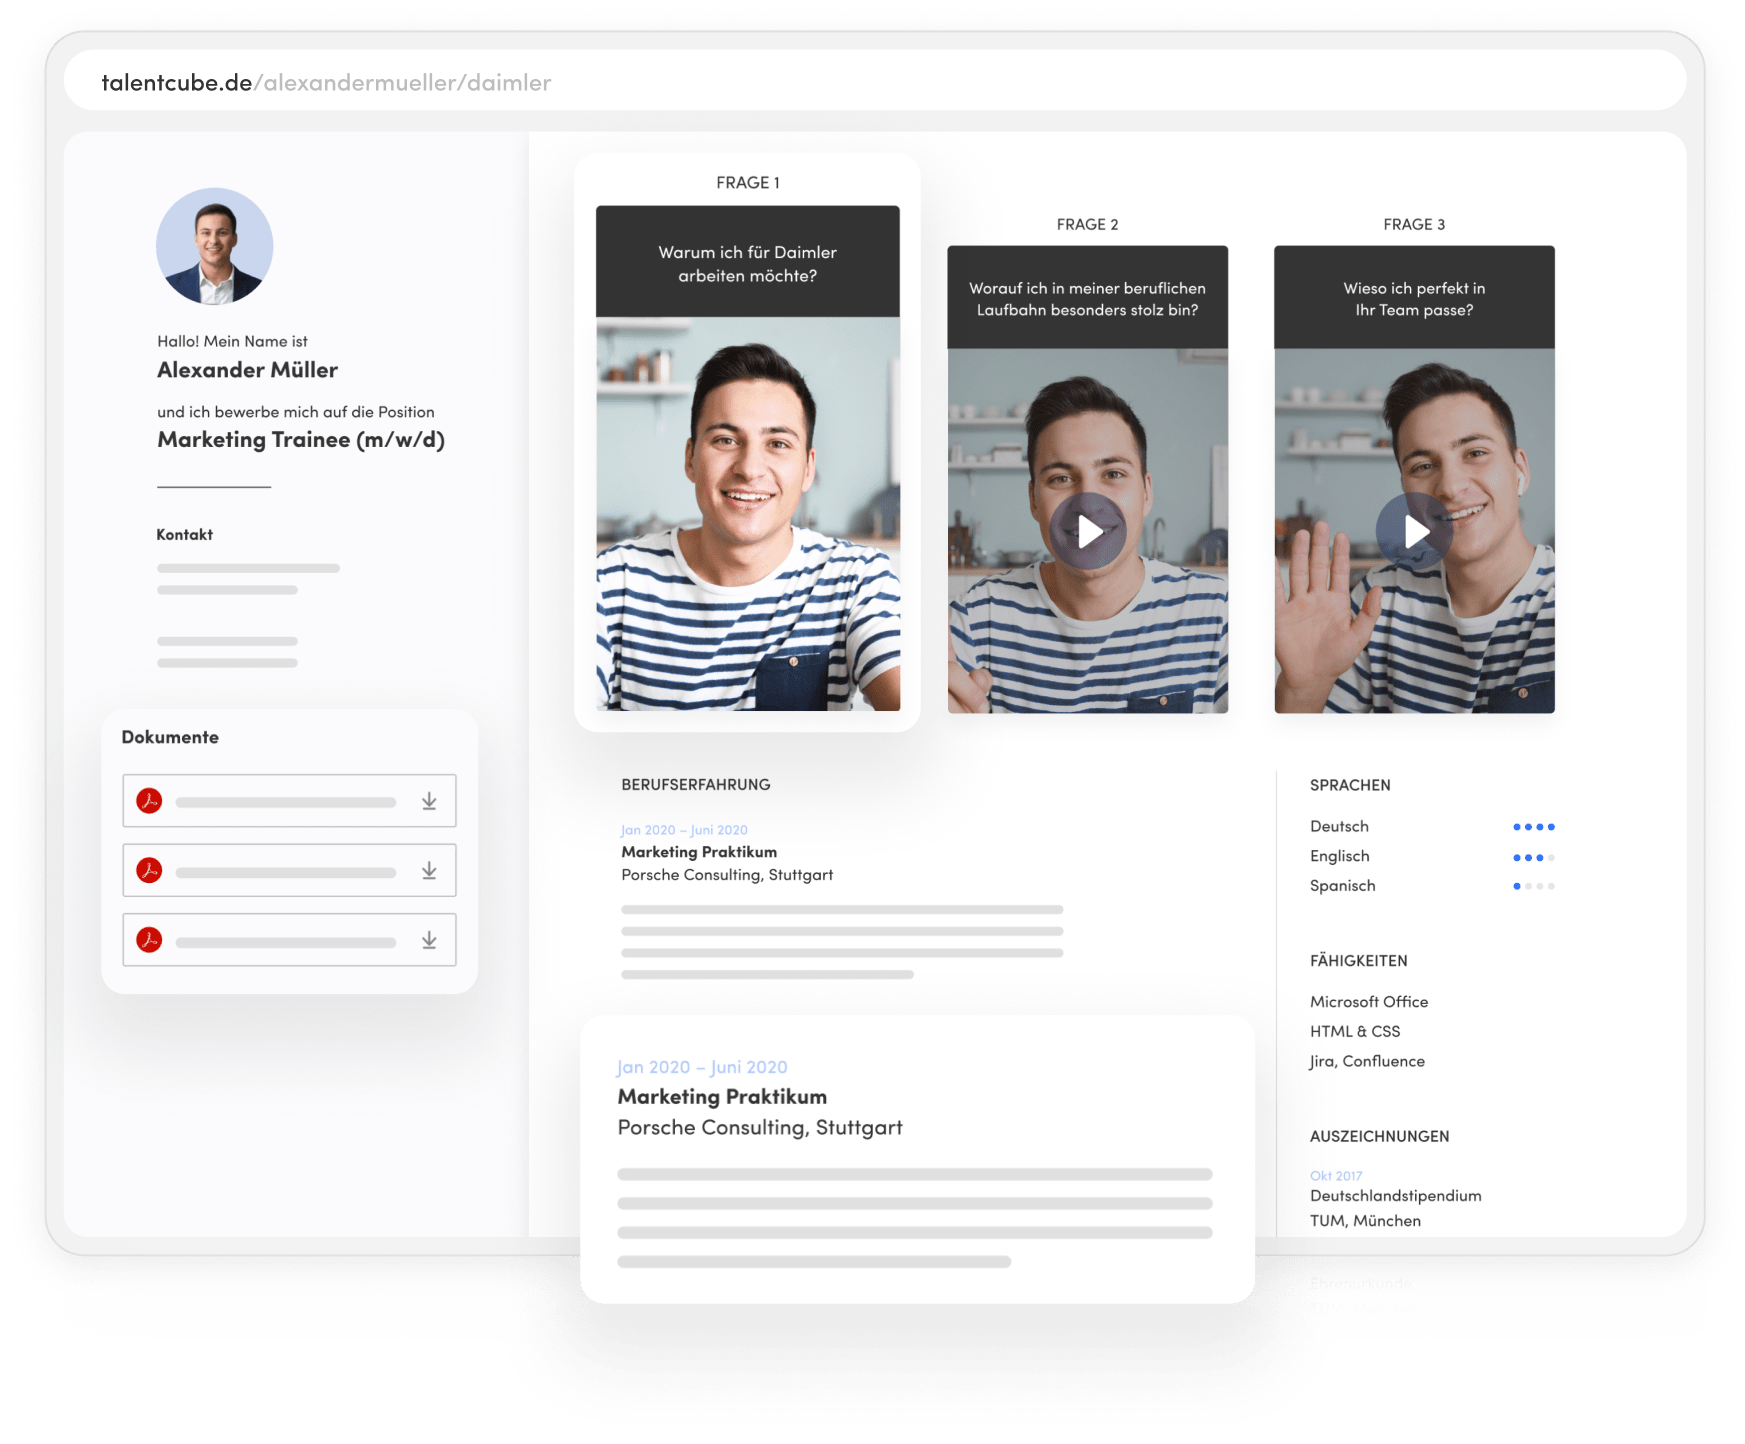 talentcube.de/alexandermueller/daimler
Hallo! Mein Name ist
Alexander Müller
und ich bewerbe mich auf die Position
Marketing Trainee (m/w/d)
Kontakt
Dokumente
FRAGE 1
Warum ich für Daimler
arbeiten möchte?
FRAGE 2
Worauf ich in meiner beruflichen
Laufbahn besonders stolz bin?
FRAGE 3
Wieso ich perfekt in
Ihr Team passe?
BERUFSERFAHRUNG
Jan 2020 – Juni 2020
Marketing Praktikum
Porsche Consulting, Stuttgart
Jan 2020 – Juni 2020
Marketing Praktikum
Porsche Consulting, Stuttgart
SPRACHEN
Deutsch
Englisch
Spanisch
FÄHIGKEITEN
Microsoft Office
HTML & CSS
Jira, Confluence
AUSZEICHNUNGEN
Okt 2017
Deutschlandstipendium
TUM, München
Ehrenurkunde